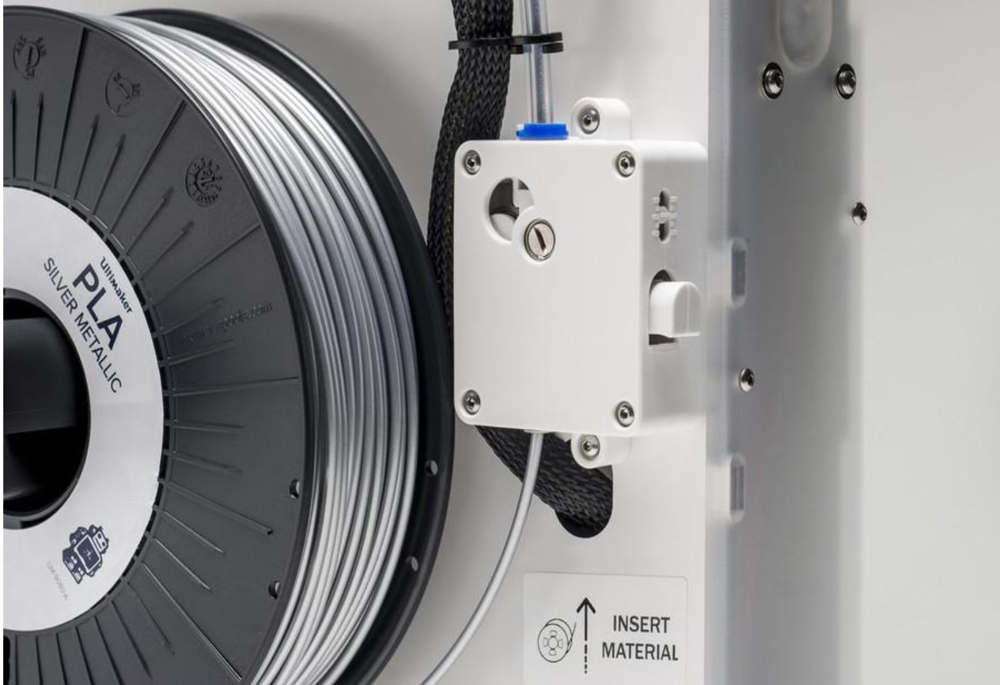 Ultimaker
PLA
SILVER METALLIC
INSERT
MATERIAL